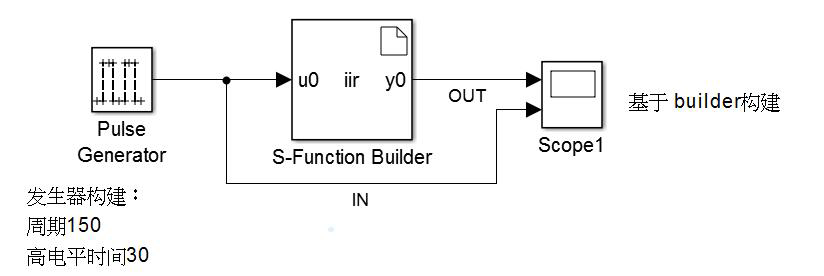 u0 iir y0
OUT
基于 builder构建
Pulse
Generator
S-Function Builder
Scope1
IN
发生器构建：
周期150
高电平时间30